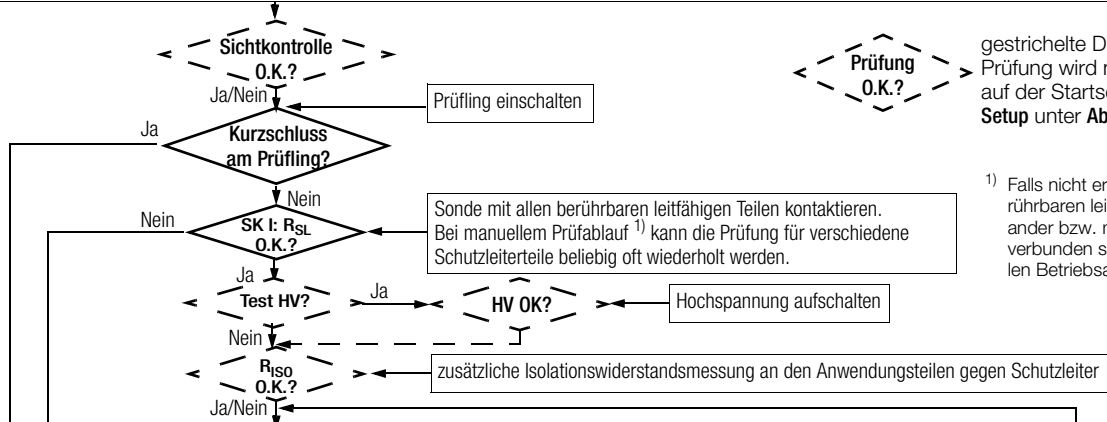 Sichtkontrolle
O.K.?
Ja/Nein
Prüfling einschalten
Ja
Kurzschluss
am Prüfling?
Nein
Nein
SK I: RSL
O.K.?
Sonde mit allen berührbaren leitfähigen Teilen kontaktieren.
Bei manuellem Prüfablauf 1) kann die Prüfung für verschiedene
Schutzleiterteile beliebig oft wiederholt werden.
Ja
Test HV?
Ja
HV OK?
Hochspannung aufschalten
Nein
RISO
O.K.?
zusätzliche Isolationswiderstandsmessung an den Anwendungsteilen gegen Schutzleiter
Ja/Nein
Prüfung
O.K.?
gestrichelte D
Prüfung wird
auf der Startse
Setup unter Ab
1) Falls nicht er
rührbaren lei
ander bzw.
verbunden s
len Betriebsa